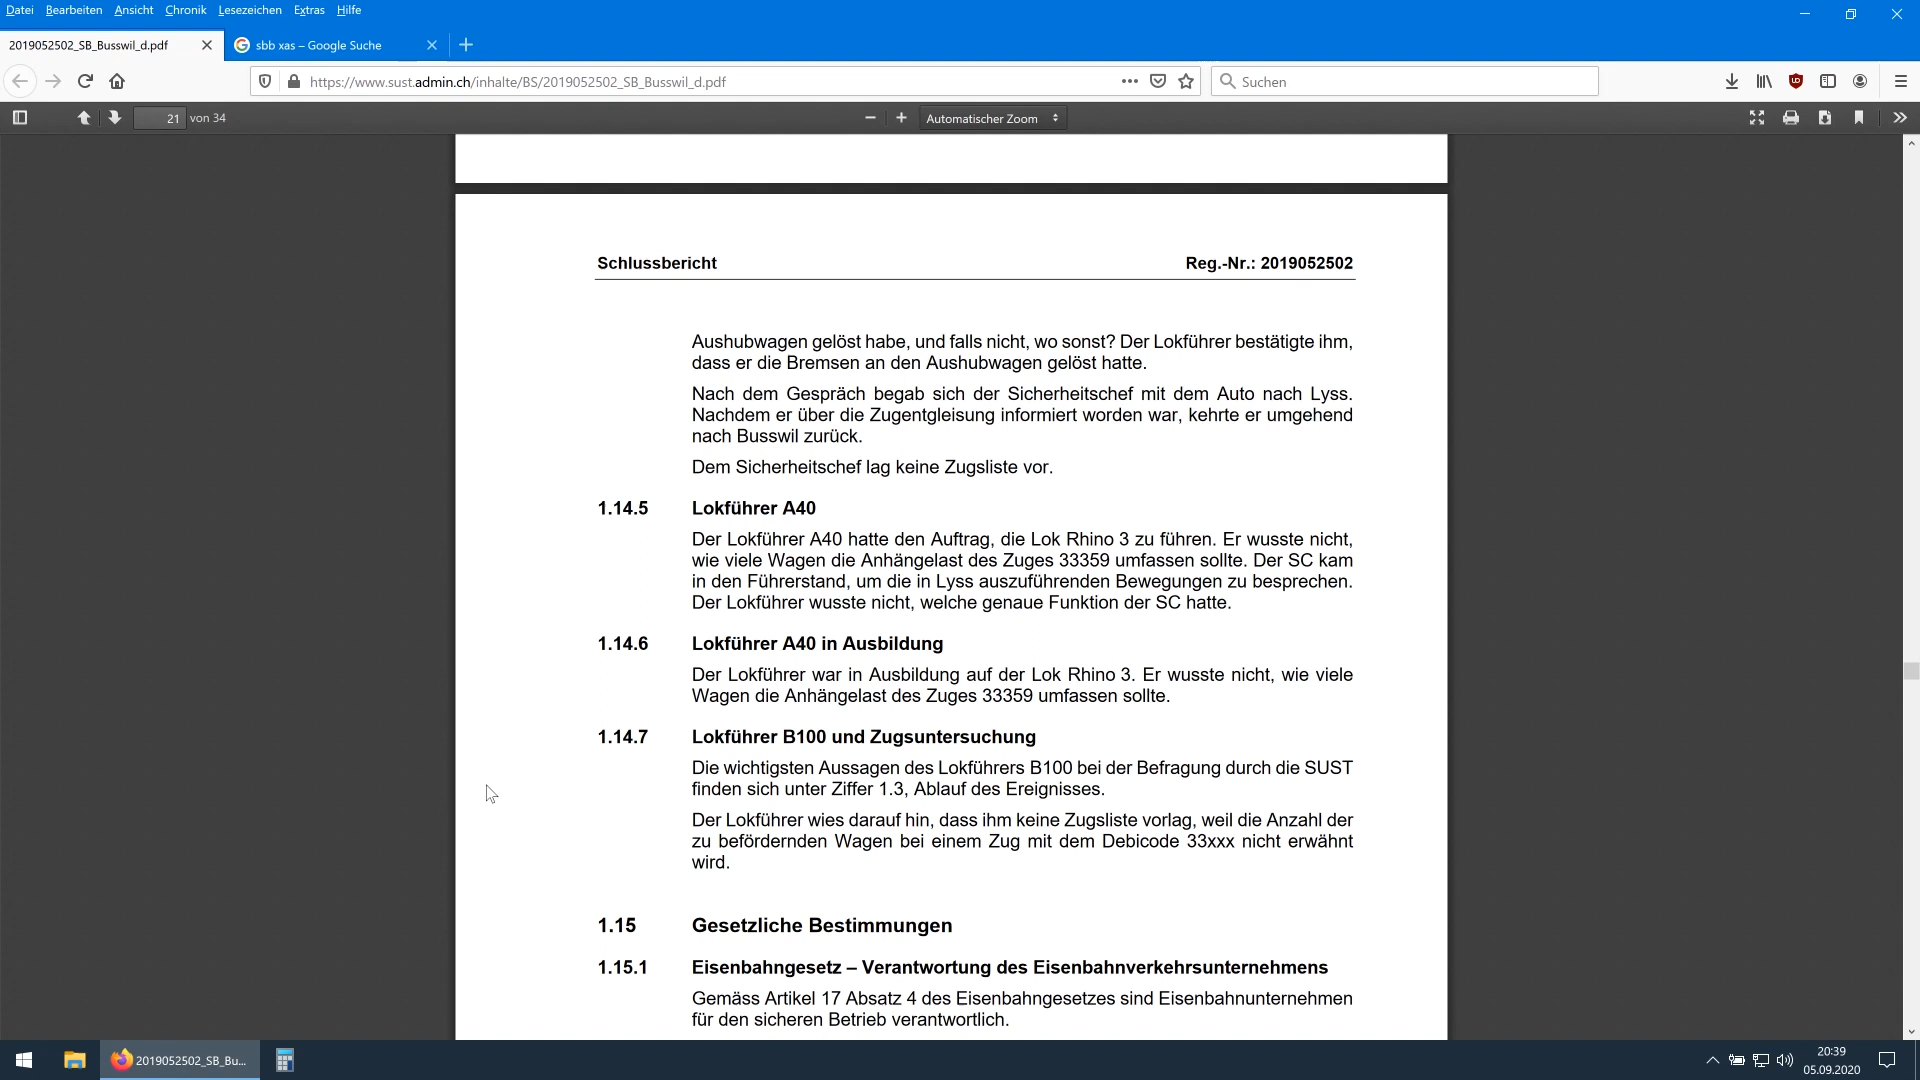 Datei Bearbeiten Ansicht Chronik Lesezeichen Extras Hilfe
2019052502_SB_Busswil_d.pdf
sbb xas – Google Suche
https://www.sust.admin.ch/inhalte/BS/2019052502_SB_Busswil_d.pdf
Suchen
21 von 34
Automatischer Zoom
Schlussbericht Reg.-Nr.: 2019052502
Aushubwagen gelöst habe, und falls nicht, wo sonst? Der Lokführer bestätigte ihm,
dass er die Bremsen an den Aushubwagen gelöst hatte.
Nach dem Gespräch begab sich der Sicherheitschef mit dem Auto nach Lyss.
Nachdem er über die Zugentgleisung informiert worden war, kehrte er umgehend
nach Busswil zurück.
Dem Sicherheitschef lag keine Zugsliste vor.
1.14.5 Lokführer A40
Der Lokführer A40 hatte den Auftrag, die Lok Rhino 3 zu führen. Er wusste nicht,
wie viele Wagen die Anhängelast des Zuges 33359 umfassen sollte. Der SC kam
in den Führerstand, um die in Lyss auszuführenden Bewegungen zu besprechen.
Der Lokführer wusste nicht, welche genaue Funktion der SC hatte.
1.14.6 Lokführer A40 in Ausbildung
Der Lokführer war in Ausbildung auf der Lok Rhino 3. Er wusste nicht, wie viele
Wagen die Anhängelast des Zuges 33359 umfassen sollte.
1.14.7 Lokführer B100 und Zugsuntersuchung
Die wichtigsten Aussagen des Lokführers B100 bei der Befragung durch die SUST
finden sich unter Ziffer 1.3, Ablauf des Ereignisses.
Der Lokführer wies darauf hin, dass ihm keine Zugsliste vorlag, weil die Anzahl der
zu befördernden Wagen bei einem Zug mit dem Debicode 33xxx nicht erwähnt
wird.
1.15 Gesetzliche Bestimmungen
1.15.1 Eisenbahngesetz – Verantwortung des Eisenbahnverkehrsunternehmens
Gemäss Artikel 17 Absatz 4 des Eisenbahngesetzes sind Eisenbahnunternehmen
für den sicheren Betrieb verantwortlich.
2019052502_SB_Bu...
20:39
05.09.2020